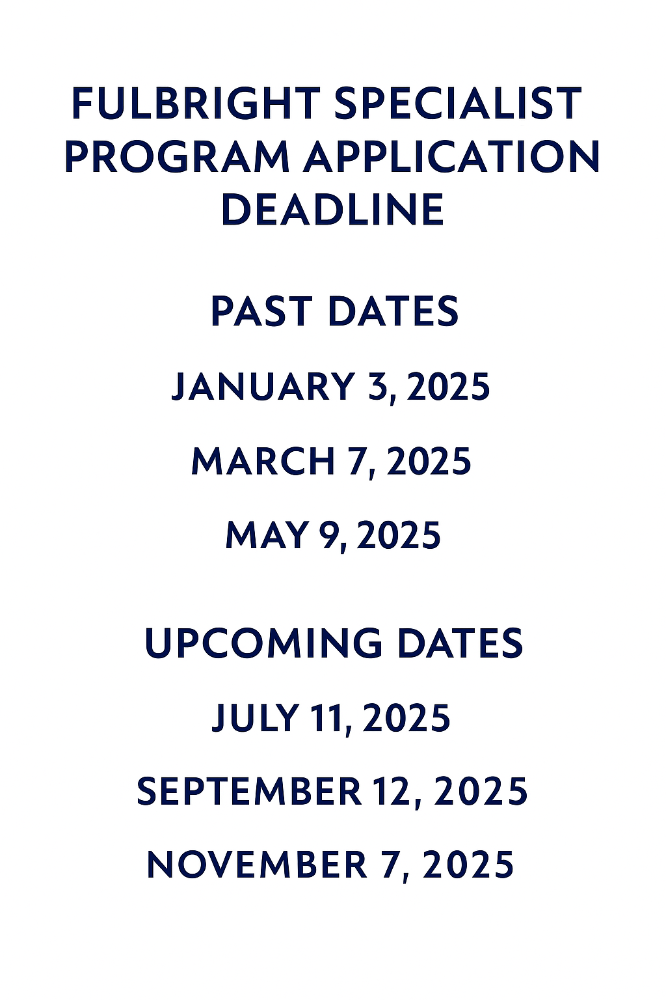 FULBRIGHT SPECIALIST
PROGRAM APPLICATION
DEADLINE
PAST DATES
JANUARY 3, 2025
MARCH 7, 2025
MAY 9, 2025
UPCOMING DATES
JULY 11, 2025
SEPTEMBER 12, 2025
NOVEMBER 7, 2025